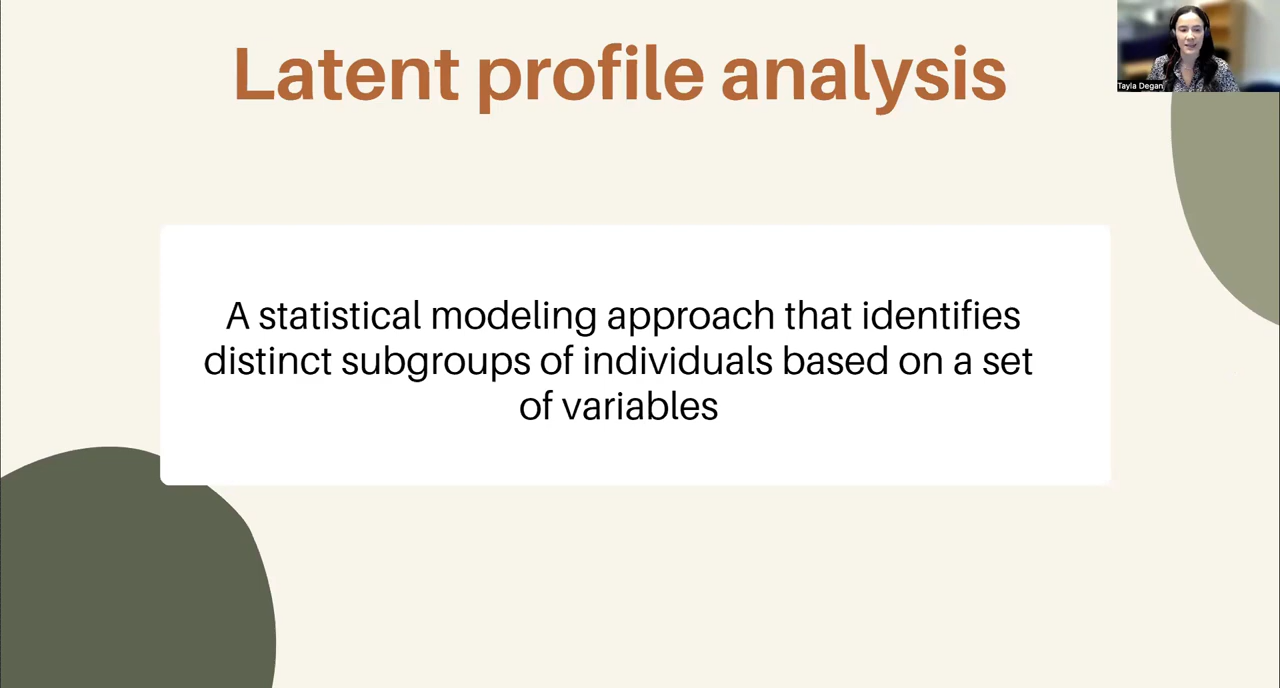 Latent profile analysis
Tayla Degan
A statistical modeling approach that identifies
distinct subgroups of individuals based on a set
of variables